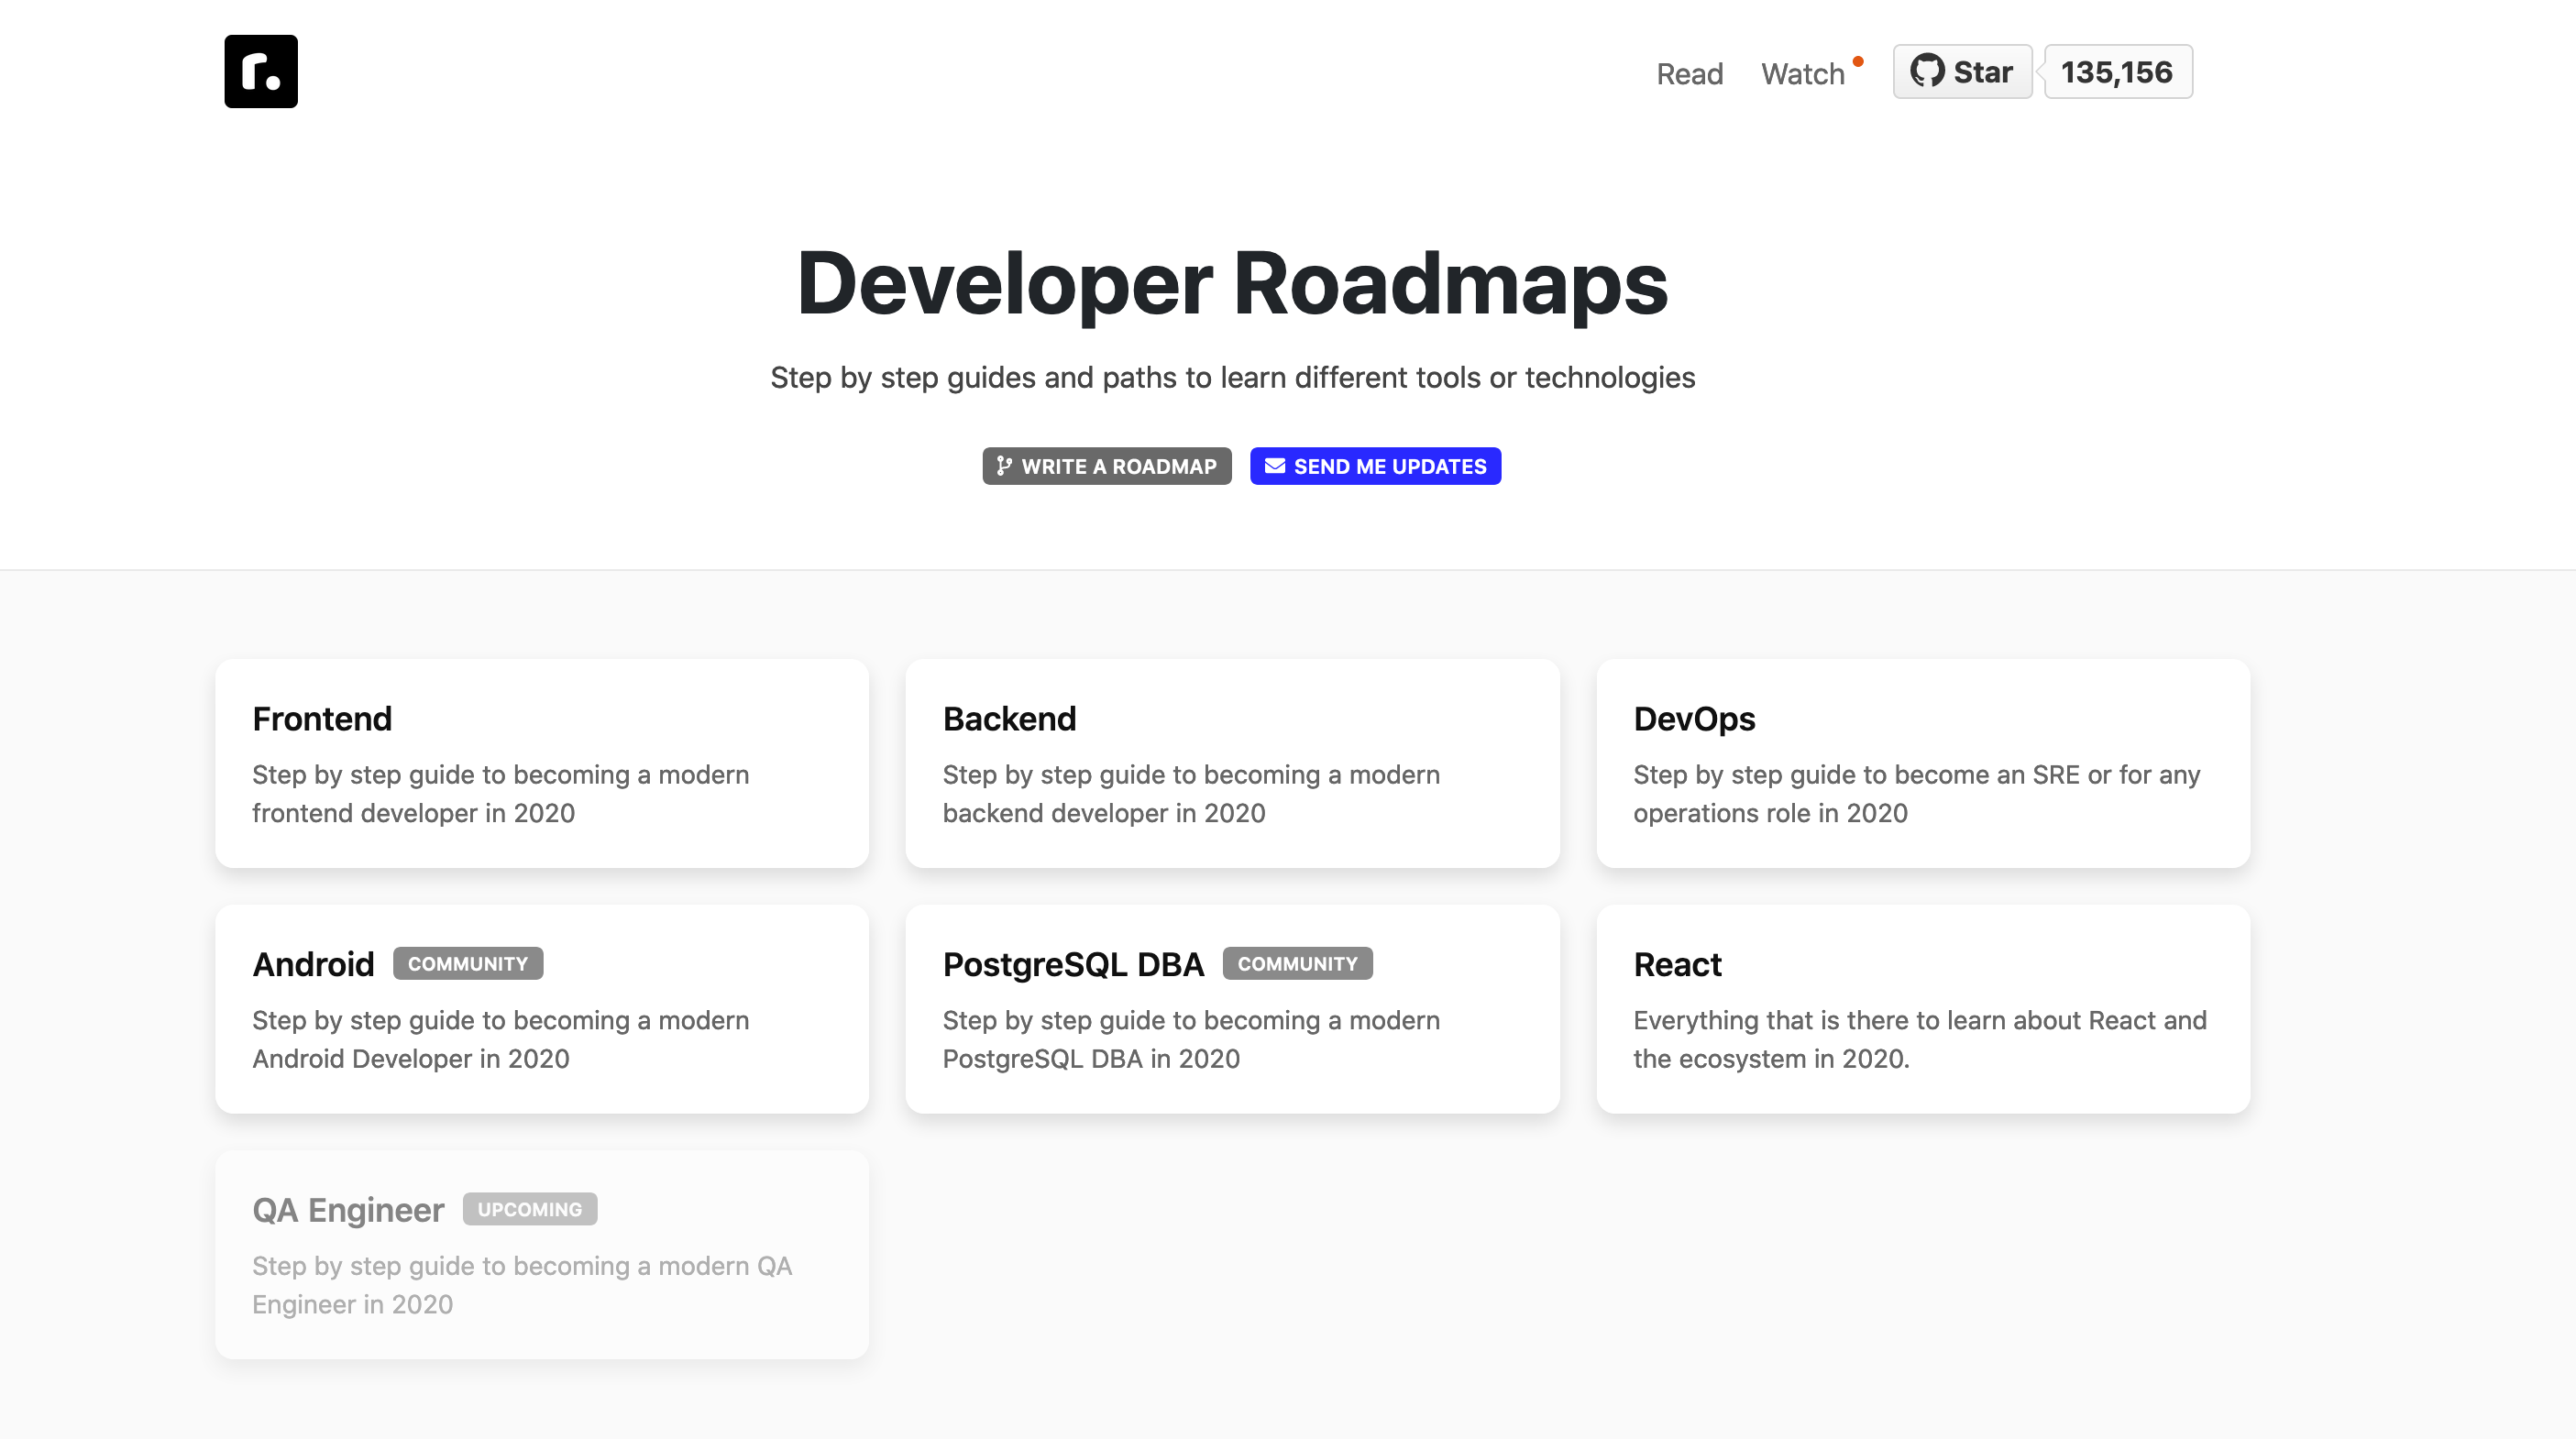 r.
Read Watch Star 135,156
Developer Roadmaps
Step by step guides and paths to learn different tools or technologies
WRITE A ROADMAP SEND ME UPDATES
Frontend
Step by step guide to becoming a modern
frontend developer in 2020
Backend
Step by step guide to becoming a modern
backend developer in 2020
DevOps
Step by step guide to become an SRE or for any
operations role in 2020
Android COMMUNITY
Step by step guide to becoming a modern
Android Developer in 2020
PostgreSQL DBA COMMUNITY
Step by step guide to becoming a modern
PostgreSQL DBA in 2020
React
Everything that is there to learn about React and
the ecosystem in 2020.
QA Engineer UPCOMING
Step by step guide to becoming a modern QA
Engineer in 2020